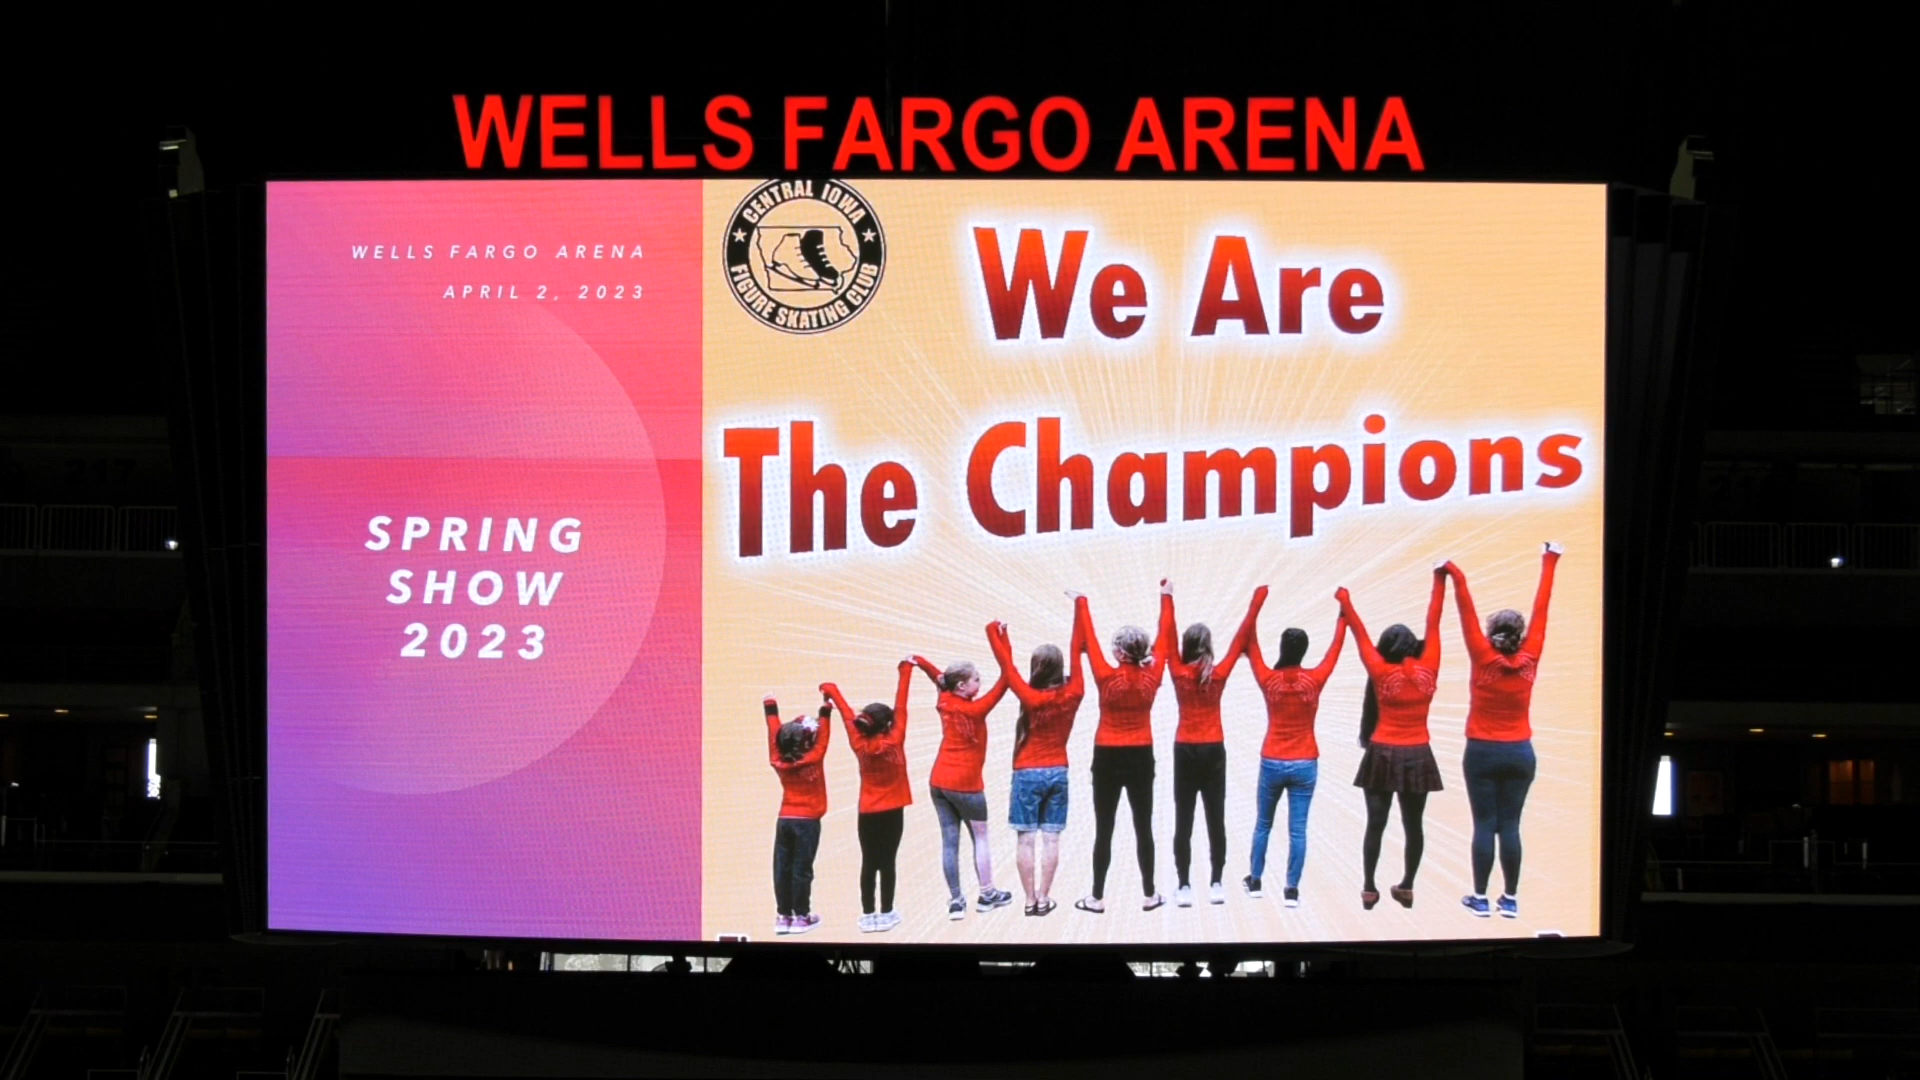 WELLS FARGO ARENA
WELLS FARGO ARENA
APRIL 2, 2023
SPRING
SHOW
2023
CENTRAL IOWA
FIGURE SKATING CLUB
We Are
The Champions
217